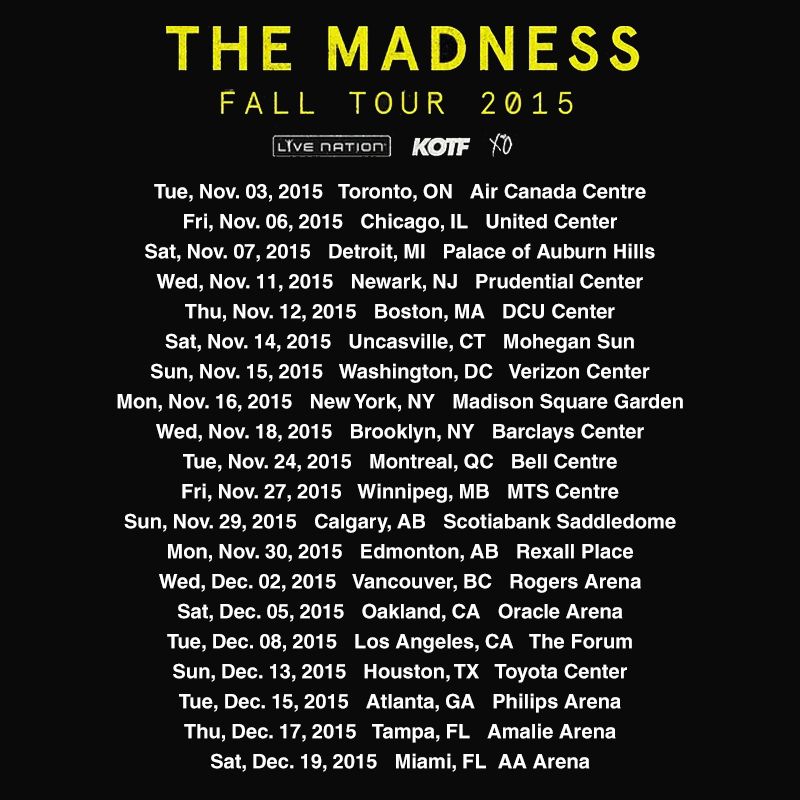 THE MADNESS
FALL TOUR 2015
LIVE NATION KOTF XO
Tue, Nov. 03, 2015 Toronto, ON Air Canada Centre
Fri, Nov. 06, 2015 Chicago, IL United Center
Sat, Nov. 07, 2015 Detroit, MI Palace of Auburn Hills
Wed, Nov. 11, 2015 Newark, NJ Prudential Center
Thu, Nov. 12, 2015 Boston, MA DCU Center
Sat, Nov. 14, 2015 Uncasville, CT Mohegan Sun
Sun, Nov. 15, 2015 Washington, DC Verizon Center
Mon, Nov. 16, 2015 New York, NY Madison Square Garden
Wed, Nov. 18, 2015 Brooklyn, NY Barclays Center
Tue, Nov. 24, 2015 Montreal, QC Bell Centre
Fri, Nov. 27, 2015 Winnipeg, MB MTS Centre
Sun, Nov. 29, 2015 Calgary, AB Scotiabank Saddledome
Mon, Nov. 30, 2015 Edmonton, AB Rexall Place
Wed, Dec. 02, 2015 Vancouver, BC Rogers Arena
Sat, Dec. 05, 2015 Oakland, CA Oracle Arena
Tue, Dec. 08, 2015 Los Angeles, CA The Forum
Sun, Dec. 13, 2015 Houston, TX Toyota Center
Tue, Dec. 15, 2015 Atlanta, GA Philips Arena
Thu, Dec. 17, 2015 Tampa, FL Amalie Arena
Sat, Dec. 19, 2015 Miami, FL AA Arena